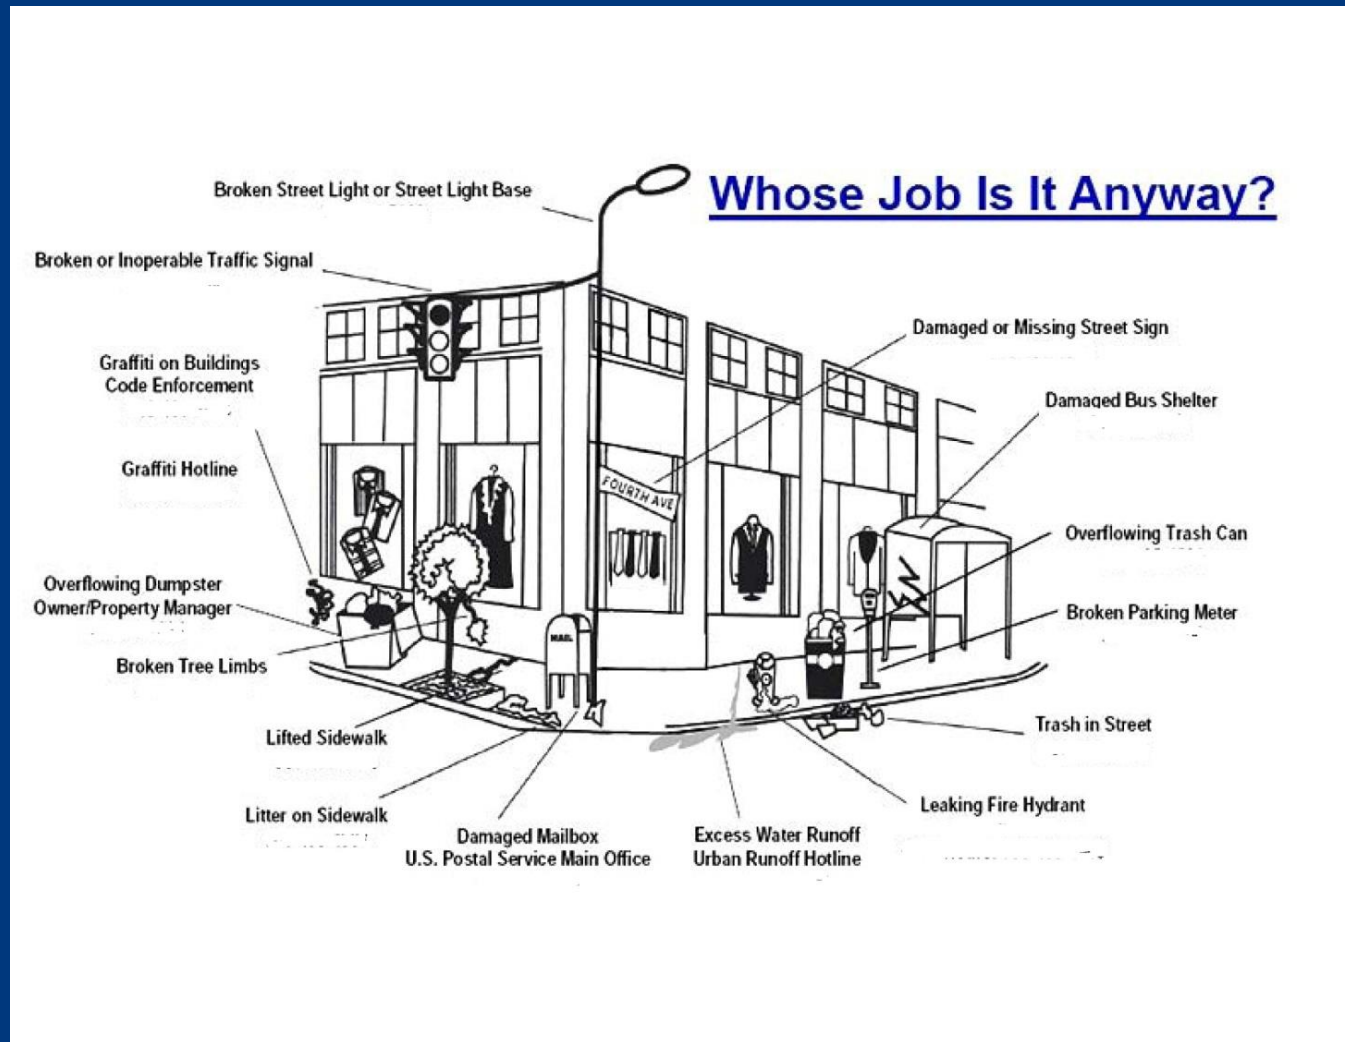 Whose Job Is It Anyway?
Broken Street Light or Street Light Base
Broken or Inoperable Traffic Signal
Graffiti on Buildings
Code Enforcement
Graffiti Hotline
Overflowing Dumpster
Owner/Property Manager
Broken Tree Limbs
Lifted Sidewalk
Litter on Sidewalk
Damaged Mailbox
U.S. Postal Service Main Office
Excess Water Runoff
Urban Runoff Hotline
Leaking Fire Hydrant
Trash in Street
Broken Parking Meter
Overflowing Trash Can
Damaged Bus Shelter
Damaged or Missing Street Sign
FOURTH AVE
MAIL